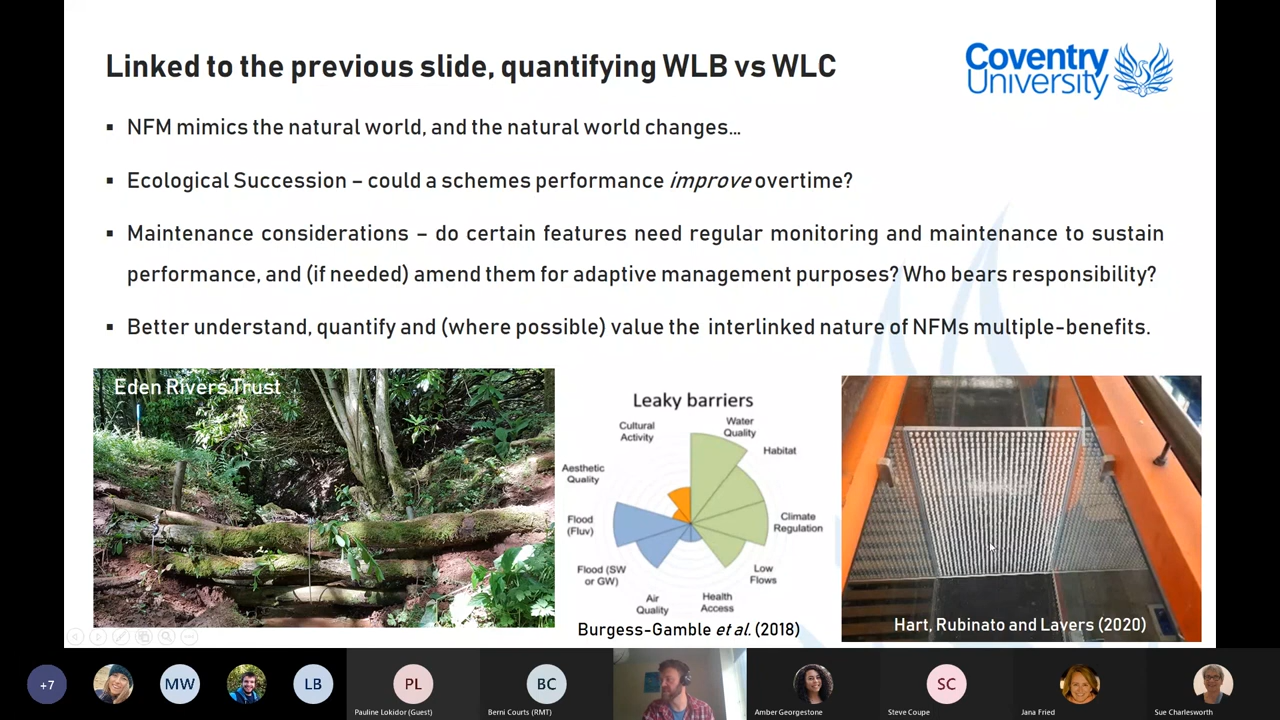 Linked to the previous slide, quantifying WLB vs WLC
Coventry
University
▪ NFM mimics the natural world, and the natural world changes…
▪ Ecological Succession – could a schemes performance improve overtime?
▪ Maintenance considerations – do certain features need regular monitoring and maintenance to sustain
performance, and (if needed) amend them for adaptive management purposes? Who bears responsibility?
▪ Better understand, quantify and (where possible) value the interlinked nature of NFMs multiple-benefits.
Eden Rivers Trust
Leaky barriers
Cultural
Activity
Water
Quality
Habitat
Aesthetic
Quality
Flood
(Fluv)
Climate
Regulation
Flood (SW
or GW)
Low
Flows
Air
Quality
Health
Access
Burgess-Gamble et al. (2018)
Hart, Rubinato and Lavers (2020)
+7
MW
LB
PL
Pauline Lokidor (Guest)
BC
Berni Courts (RMT)
Amber Georgestone
SC
Steve Coupe
Jana Fried
Sue Charlesworth